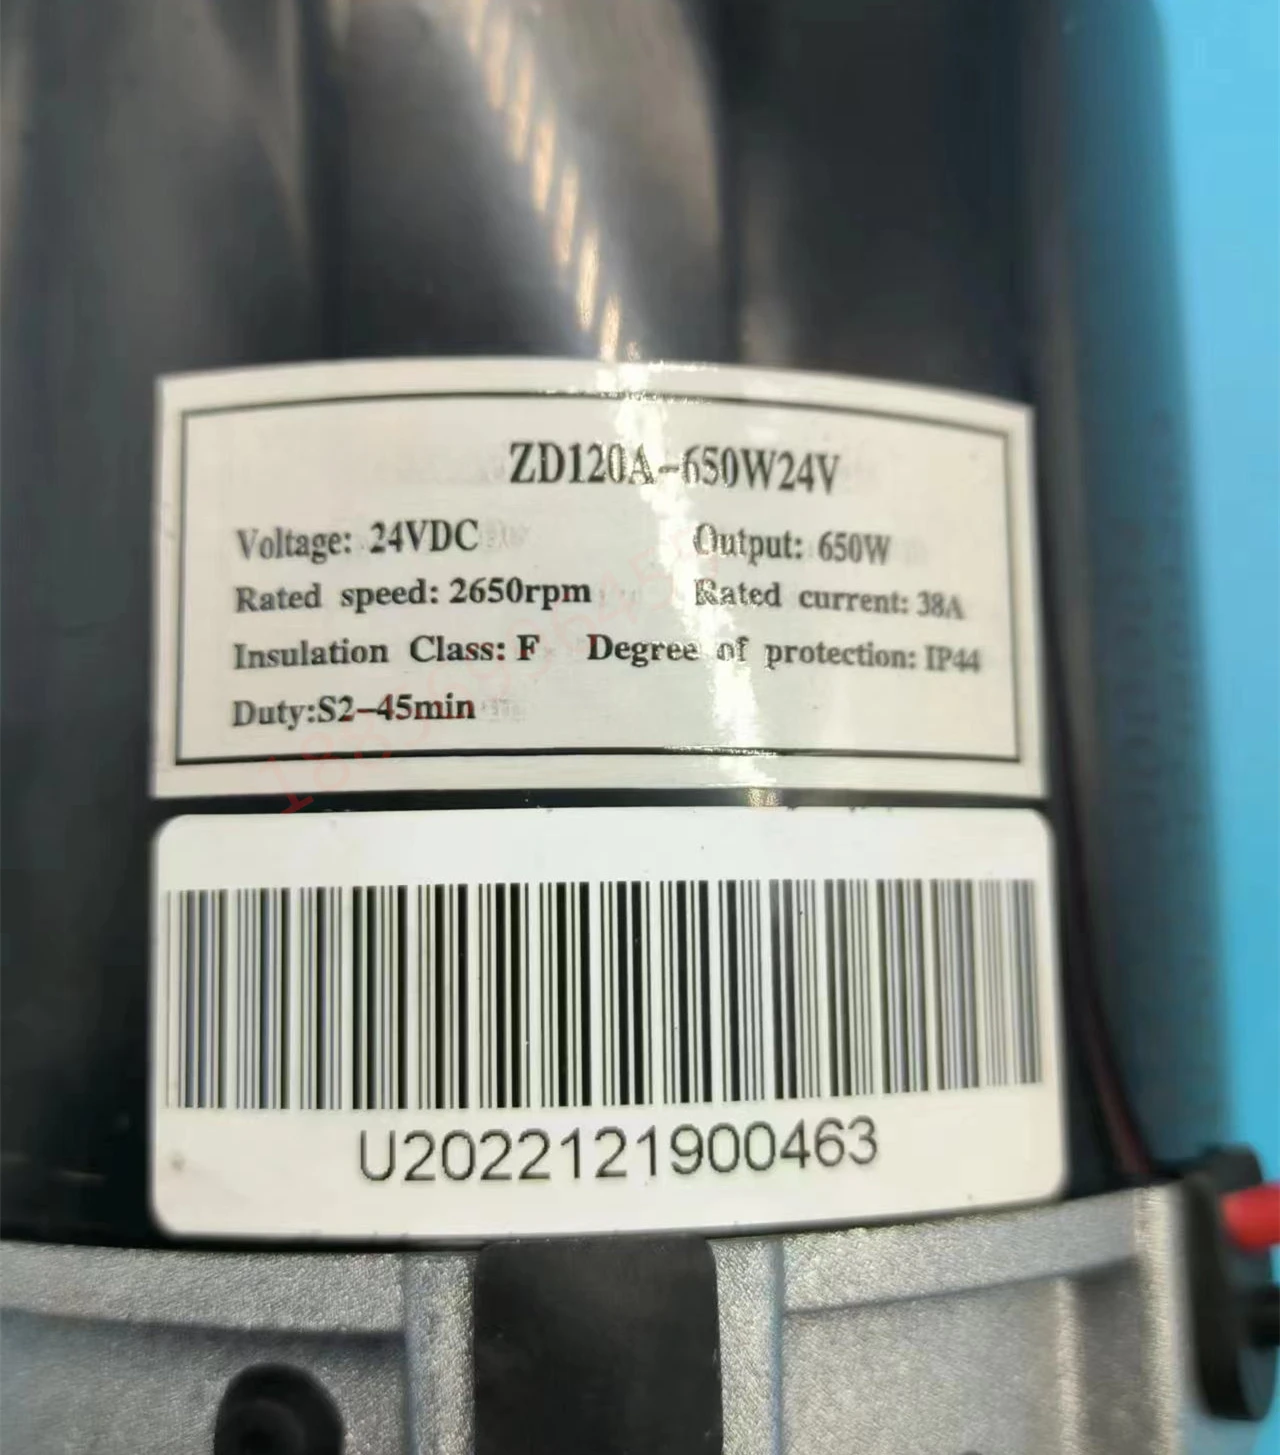 ZD120A-650W24V
Voltage: 24VDC Output: 650W
Rated speed: 2650rpm Rated current: 38A
Insulation Class: F Degree of protection: IP44
Duty:S2-45min
U2022121900463